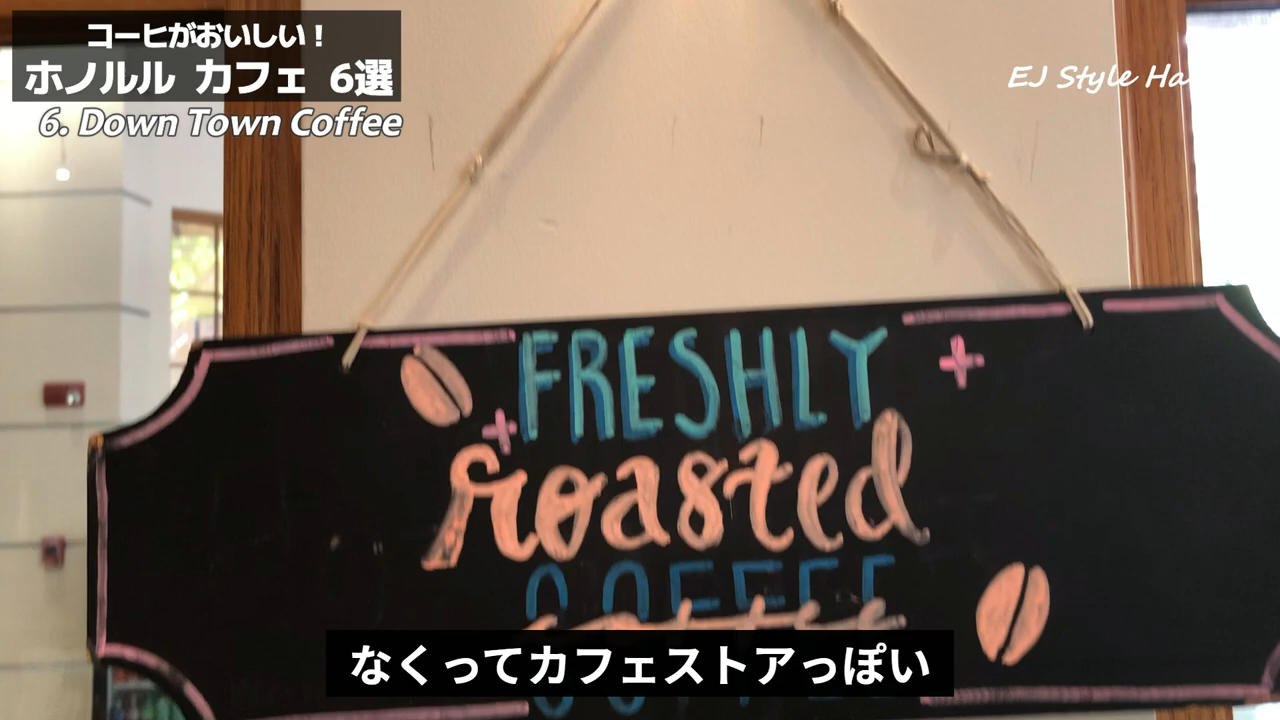 コーヒがおいしい！
ホノルル カフェ 6選
6. Down Town Coffee
EJ Style Ha
FRESHLY
roasted
COFFEE
なくってカフェストアっぽい